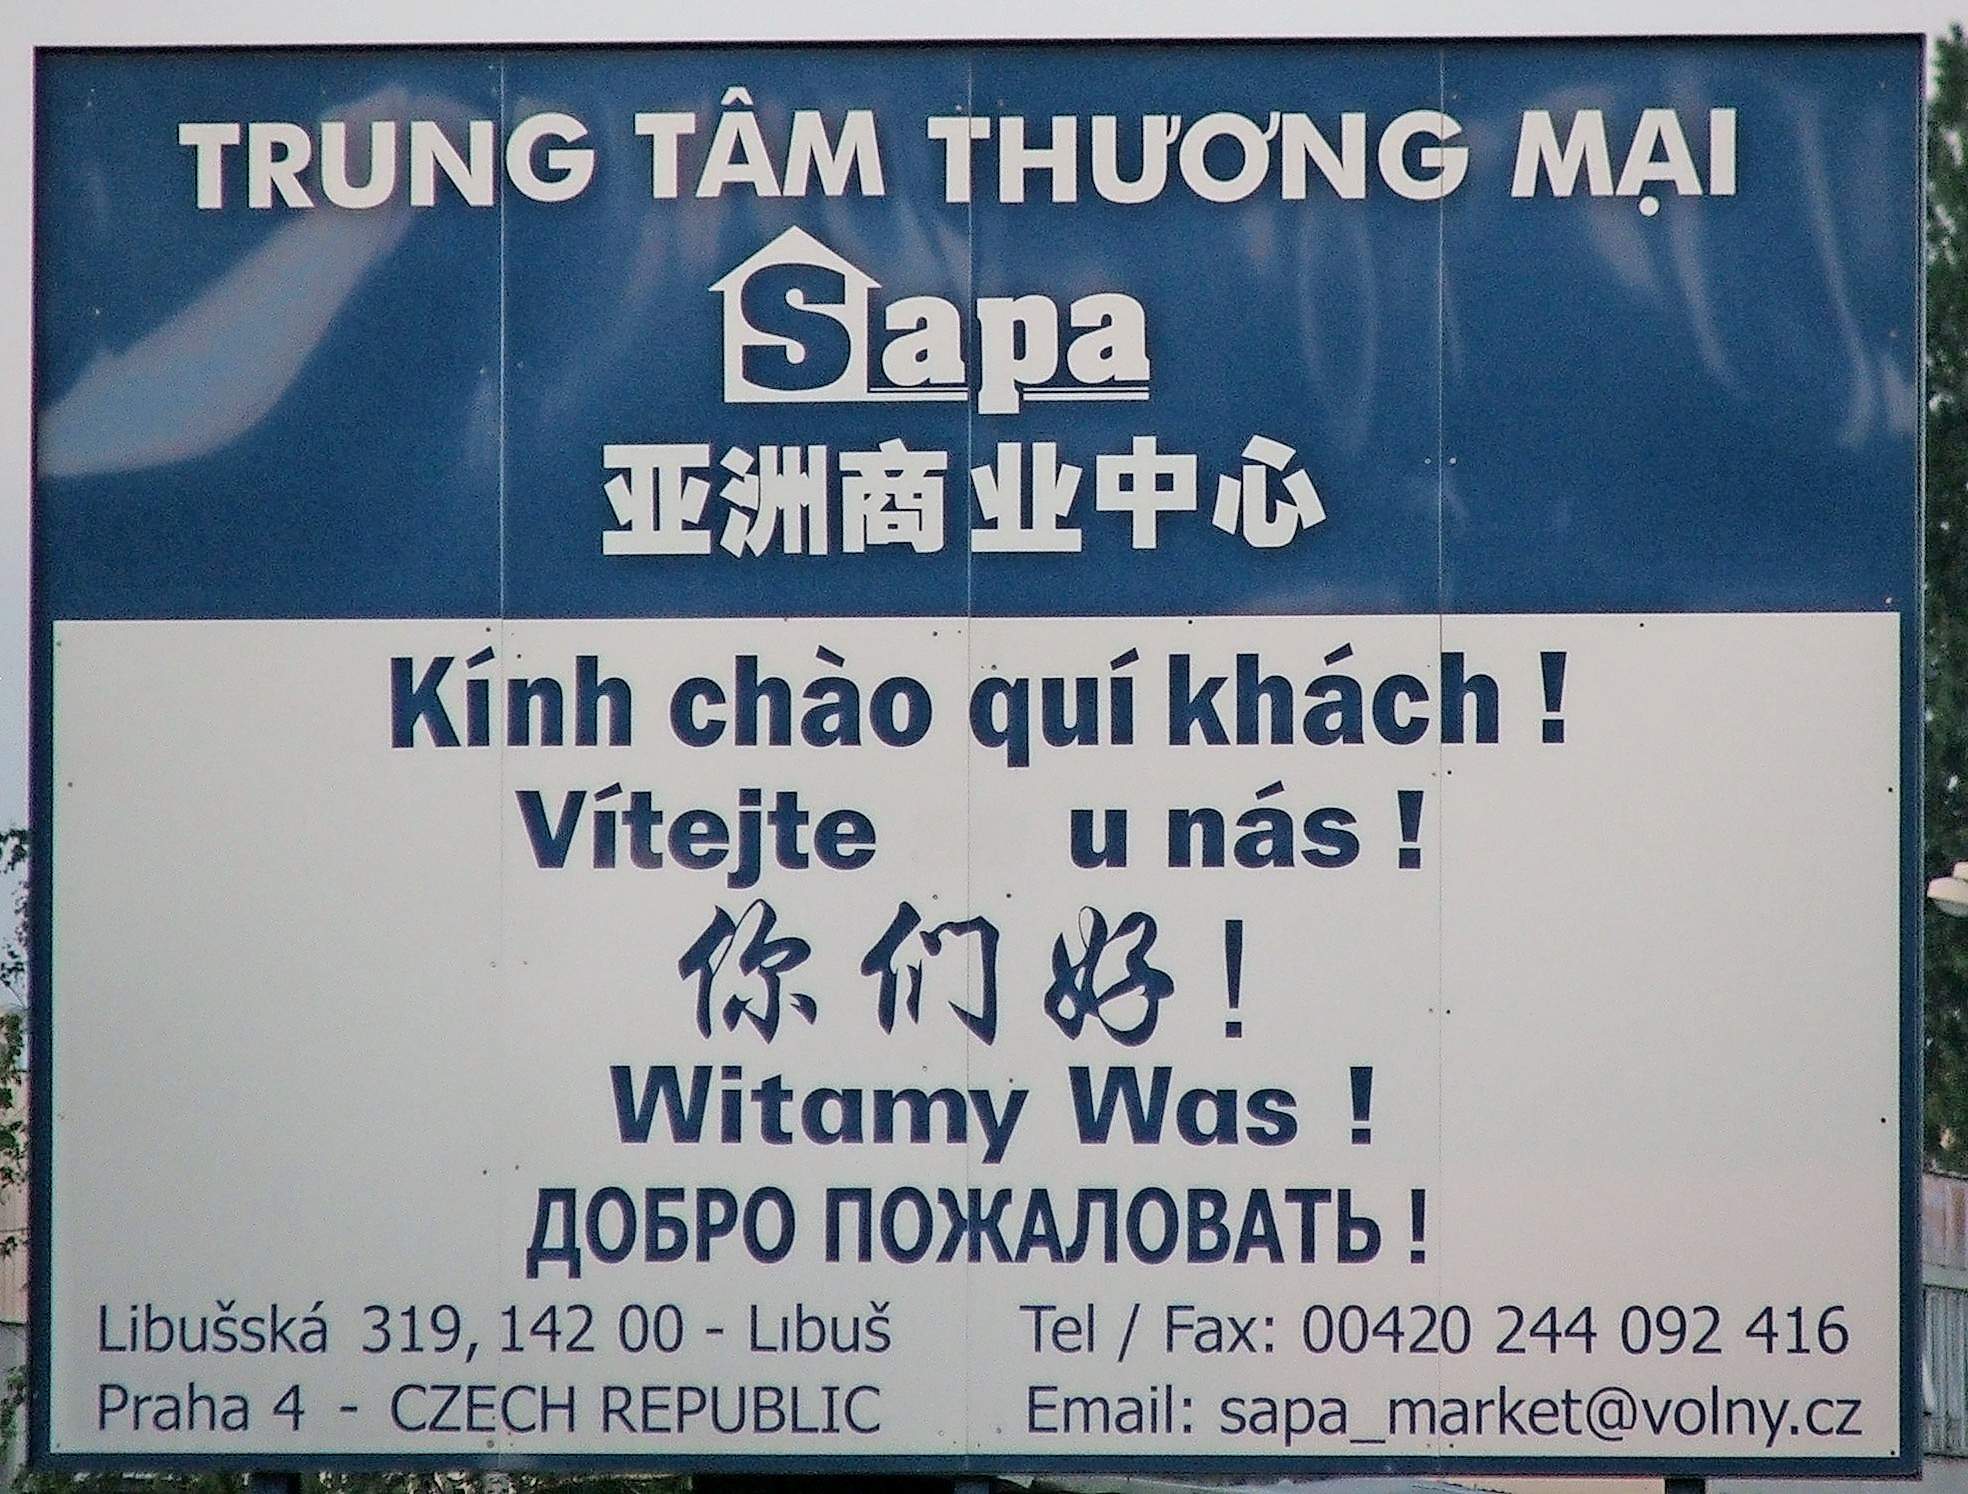 TRUNG TÂM THƯƠNG MẠI
Sapa
亚洲商业中心
Kính chào quí khách !
Vítejte u nás !
你们好!
Witamy Was !
ДОБРО ПОЖАЛОВАТЬ !
Libušská 319, 142 00 - Lıbuš
Tel / Fax: 00420 244 092 416
Praha 4 - CZECH REPUBLIC
Email: sapa_market@volny.cz